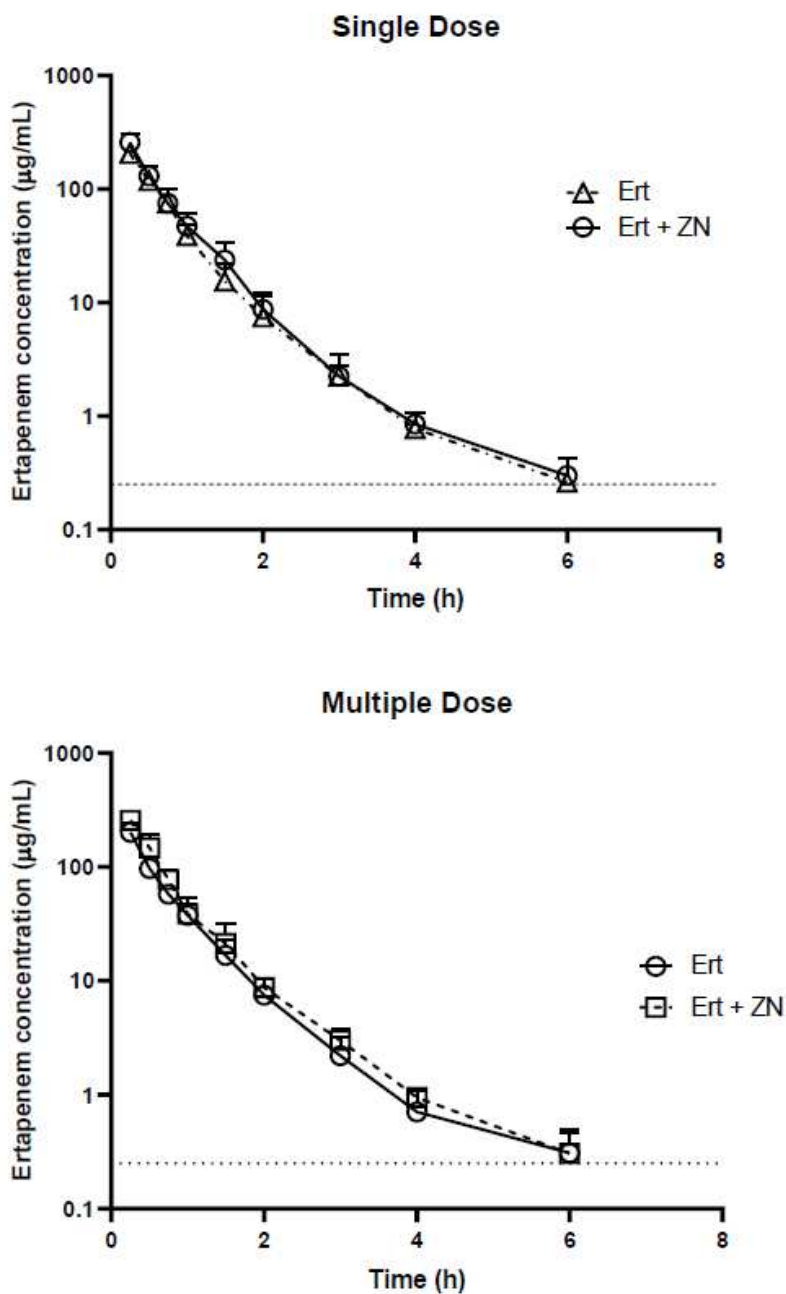 Single Dose
Ertapenem concentration (µg/mL)
1000
100
10
1
0.1
0
2
4
6
8
Time (h)
Ert
Ert + ZN
Multiple Dose
Ertapenem concentration (µg/mL)
1000
100
10
1
0.1
0
2
4
6
8
Time (h)
Ert
Ert + ZN